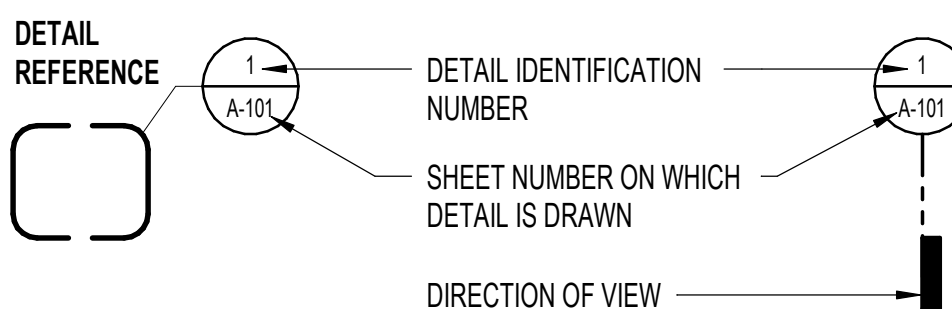 DETAIL
REFERENCE
1
A-101
DETAIL IDENTIFICATION
NUMBER
1
A-101
SHEET NUMBER ON WHICH
DETAIL IS DRAWN
DIRECTION OF VIEW